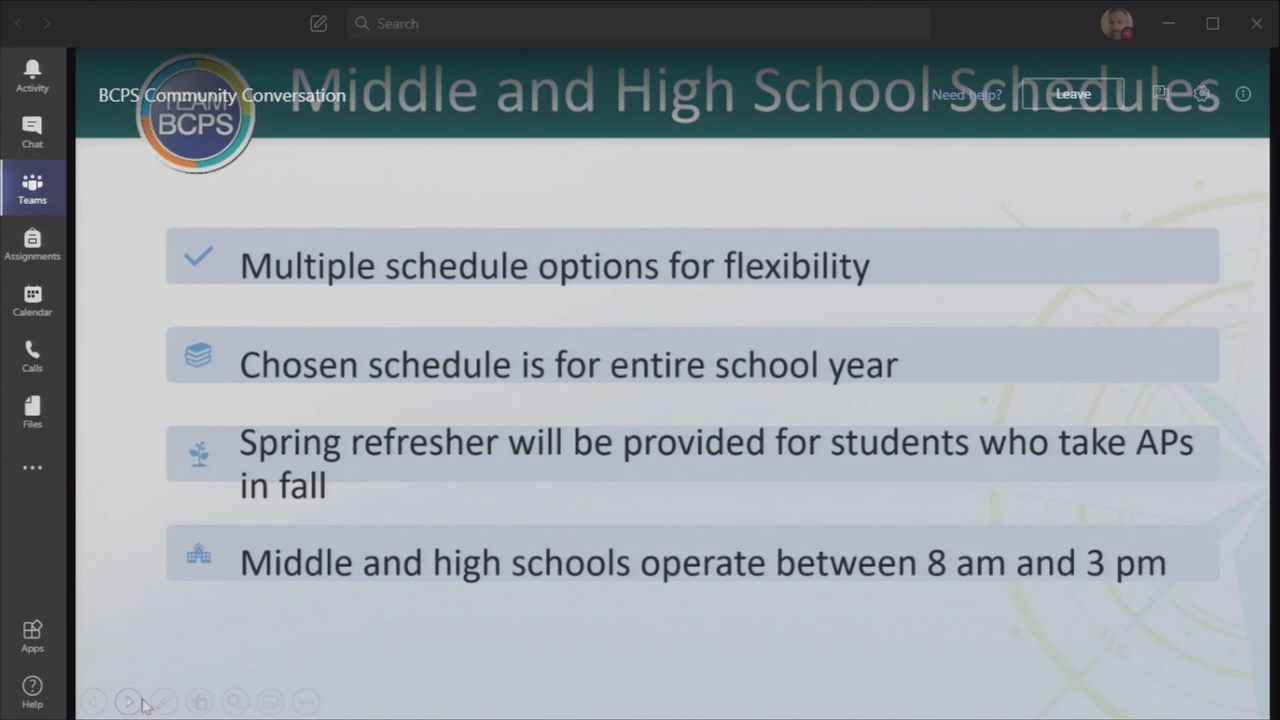 Search
Activity
Chat
Teams
Assignments
Calendar
Calls
Files
Apps
Help
BCPS Community Conversation
Need help?
Leave
Middle and High School Schedules
TEAM
BCPS
Multiple schedule options for flexibility
Chosen schedule is for entire school year
Spring refresher will be provided for students who take APs
in fall
Middle and high schools operate between 8 am and 3 pm